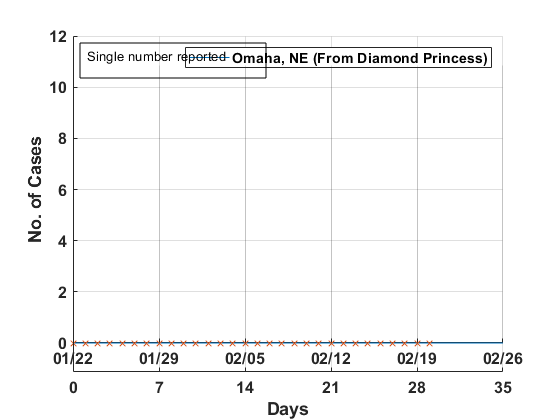 12
Single number reported
Omaha, NE (From Diamond Princess)
10
8
6
4
2
0
No. of Cases
01/22 01/29 02/05 02/12 02/19 02/26
0 7 14 21 28 35
Days